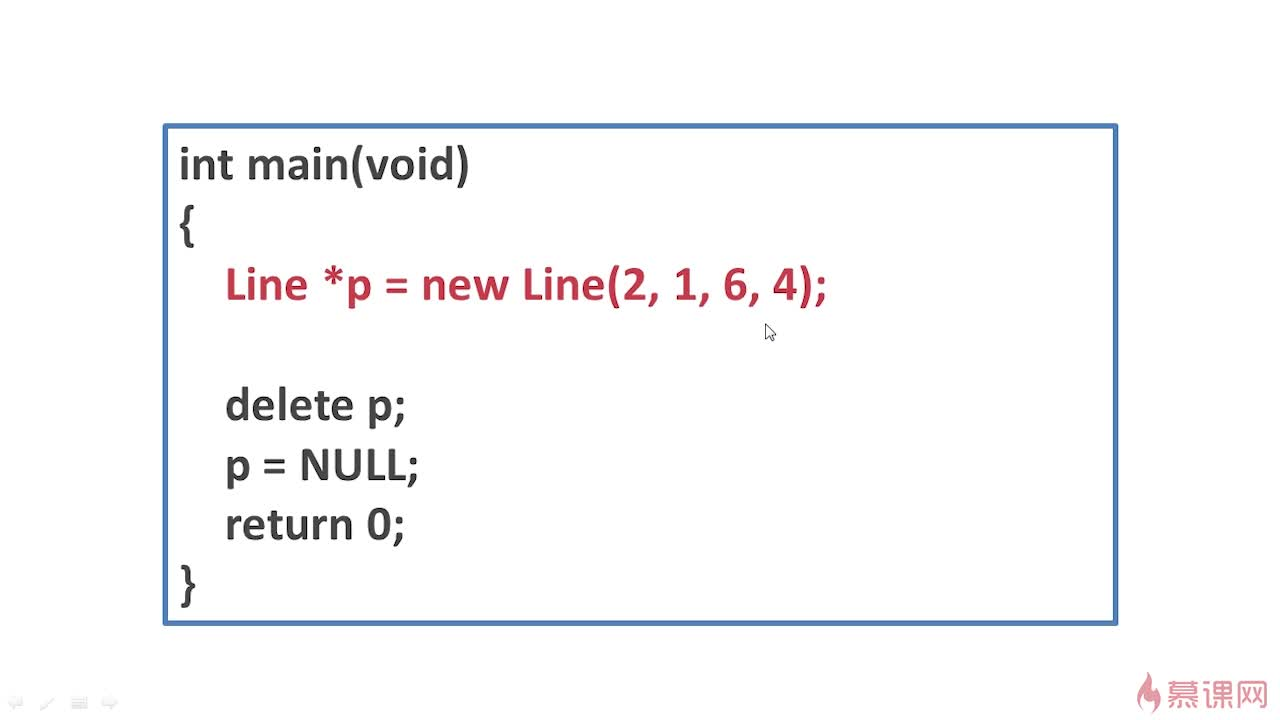 int main(void)
{
Line *p = new Line(2, 1, 6, 4);
delete p;
p = NULL;
return 0;
}
慕课网